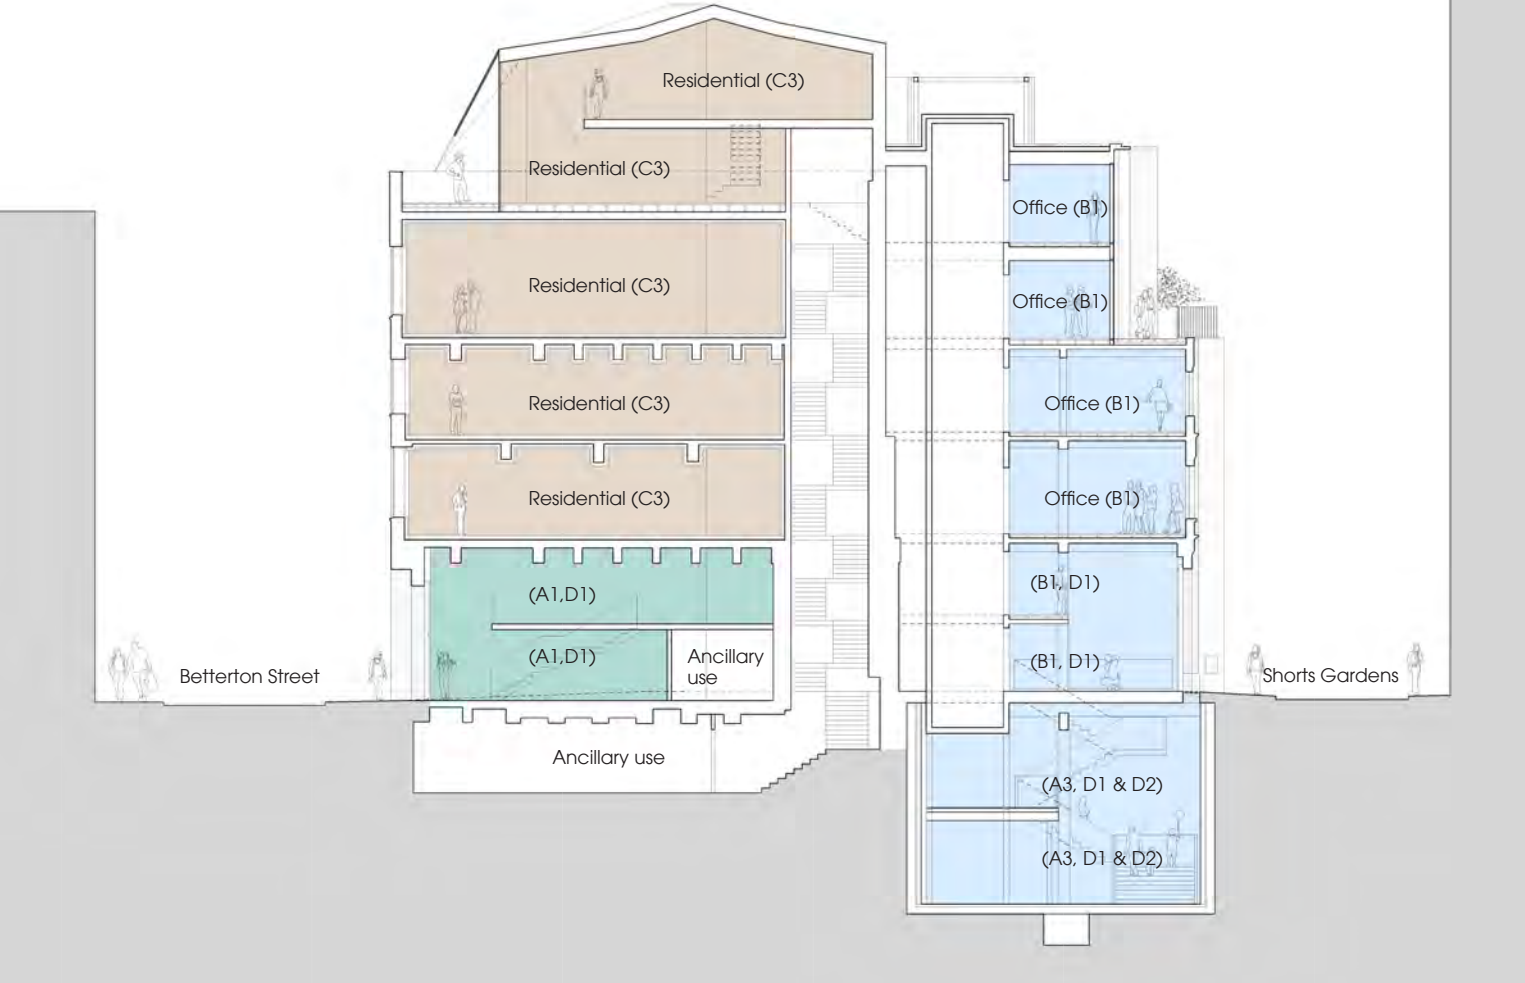 Residential (C3)
Residential (C3)
Residential (C3)
Residential (C3)
Residential (C3)
(A1,D1)
(A1,D1)
Ancillary
use
Ancillary use
Betterton Street
Office (B1)
Office (B1)
Office (B1)
Office (B1)
(B1, D1)
(B1, D1)
(A3, D1 & D2)
(A3, D1 & D2)
Shorts Gardens